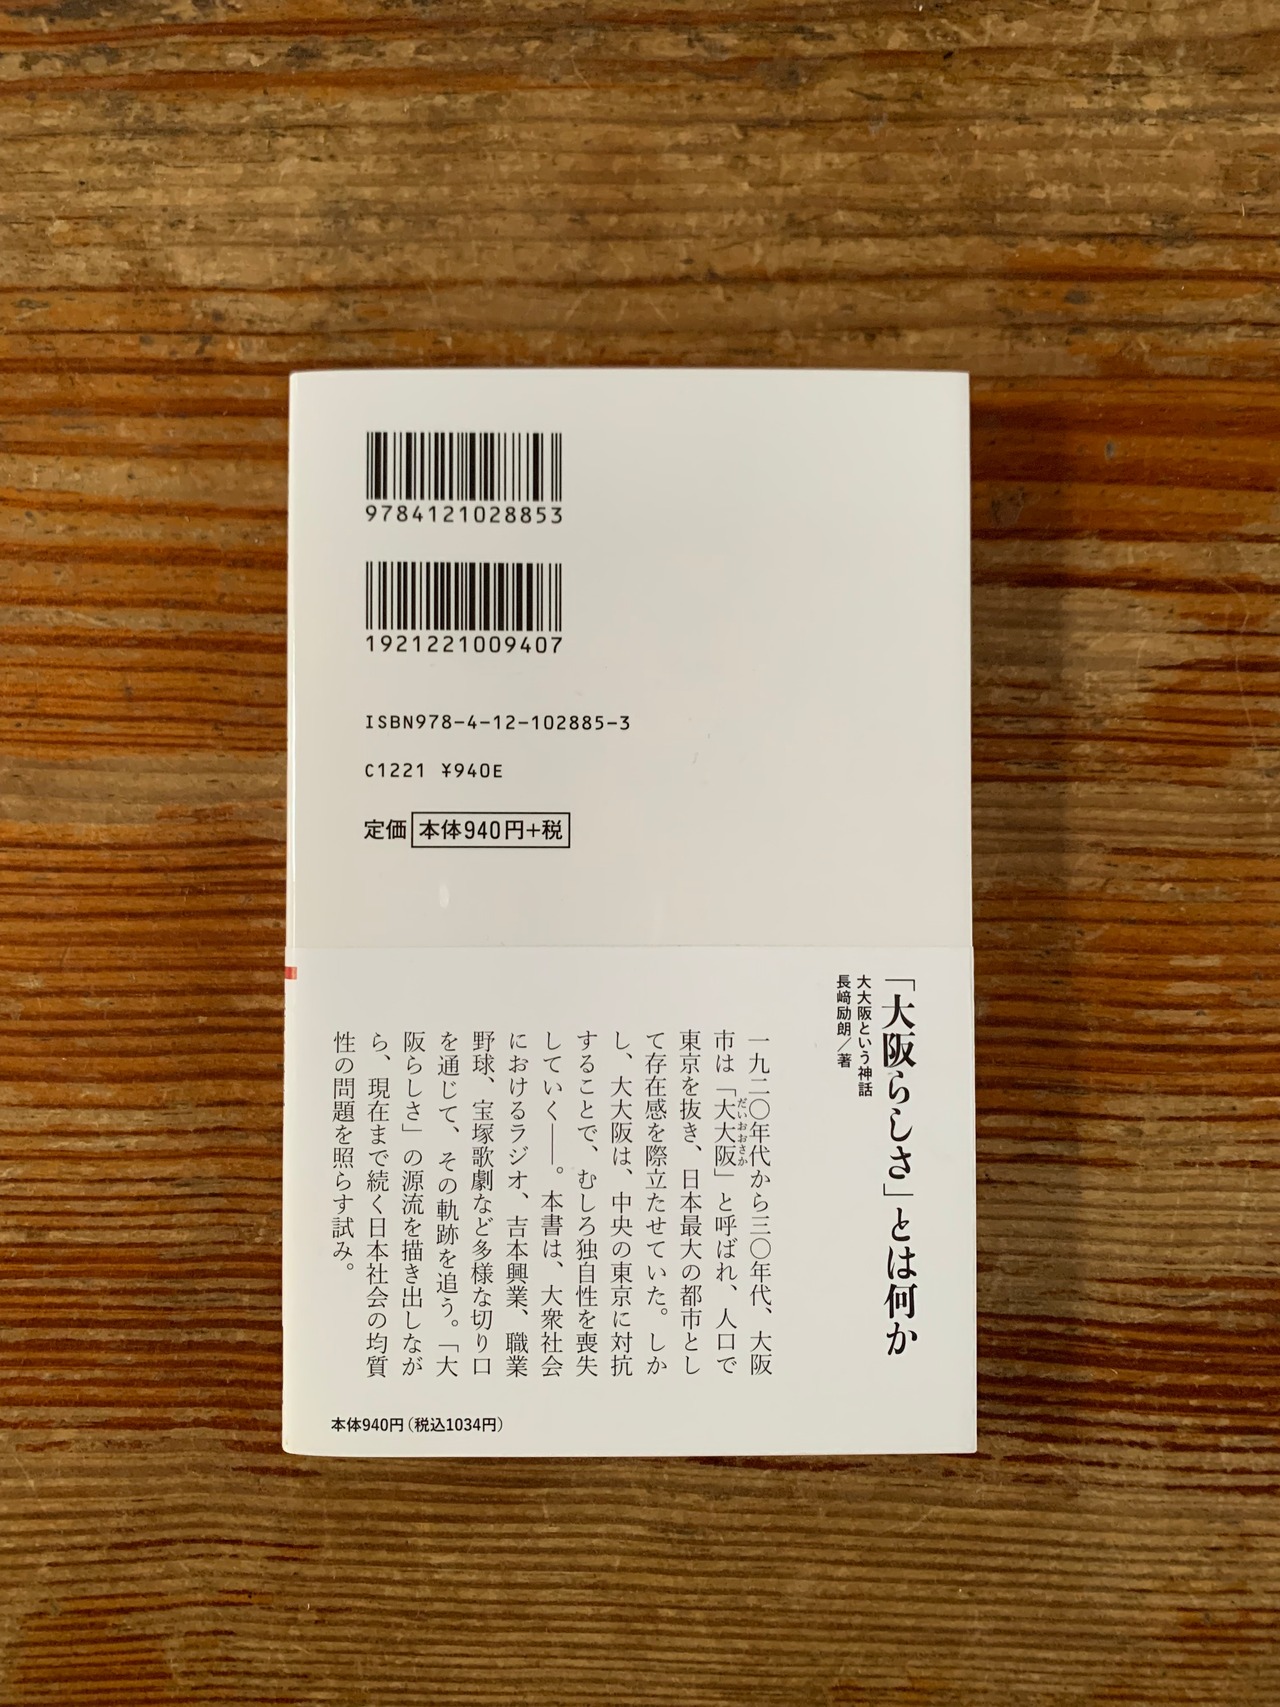 9784121028853
1921221009407
ISBN978-4-12-102885-3
C1221 ¥940E
定価 本体940円+税
「大阪らしさ」とは何か
大大阪という神話
長﨑励朗/著
一九二〇年代から三〇年代、大阪
市は「大大阪」と呼ばれ、人口で
だいおおさか
東京を抜き、日本最大の都市とし
て存在感を際立たせていた。しか
し、大大阪は、中央の東京に対抗
することで、むしろ独自性を喪失
していく――。本書は、大衆社会
におけるラジオ、吉本興業、職業
野球、宝塚歌劇など多様な切り口
を通じて、その軌跡を追う。「大
阪らしさ」の源流を描き出しなが
ら、現在まで続く日本社会の均質
性の問題を照らす試み。
本体940円(税込1034円)